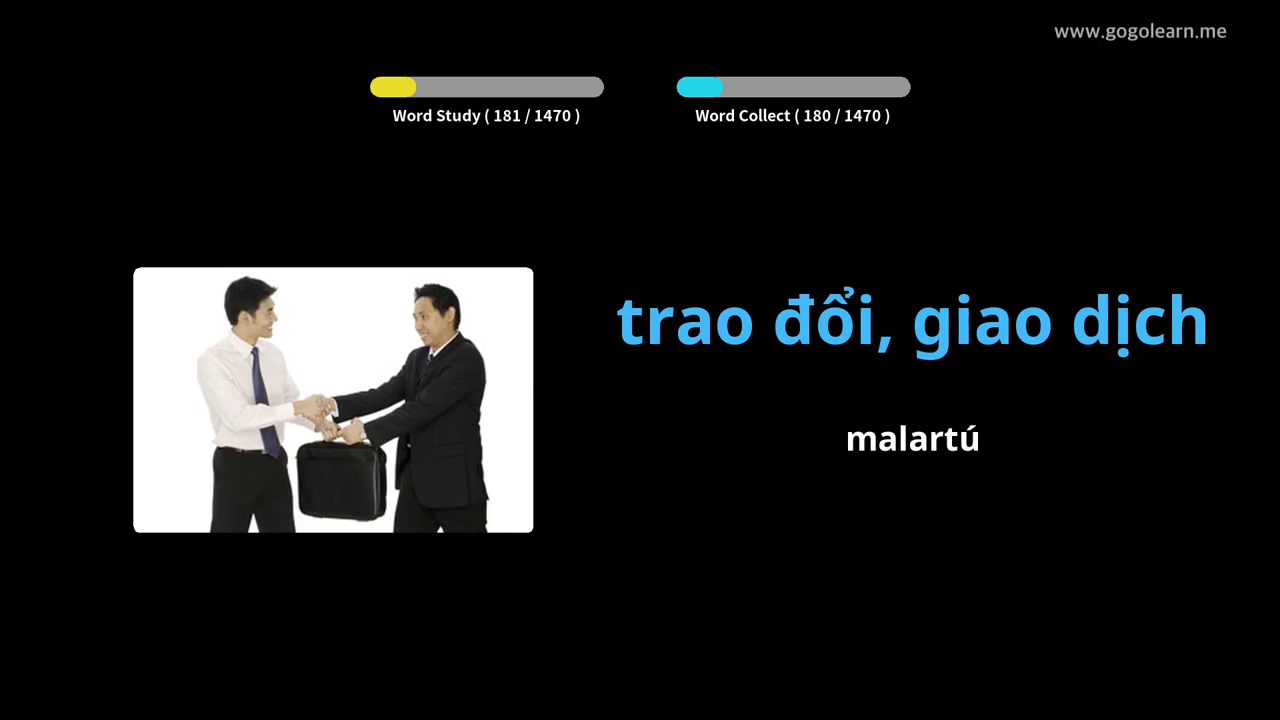 www.gogolearn.me
Word Study ( 181 / 1470 )
Word Collect ( 180 / 1470 )
trao đổi, giao dịch
malartú